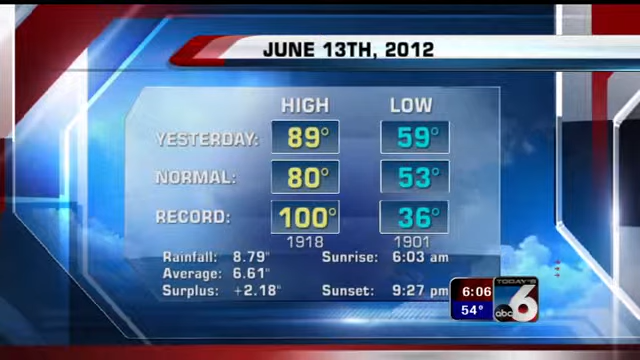 JUNE 13TH, 2012
HIGH LOW
YESTERDAY: 89° 59°
NORMAL: 80° 53°
RECORD: 100° 36°
1918 1901
Rainfall: 8.79" Sunrise: 6:03 am
Average: 6.61"
Surplus: +2.18" Sunset: 9:27 pm
6:06 TODAY'S
54° abc 6